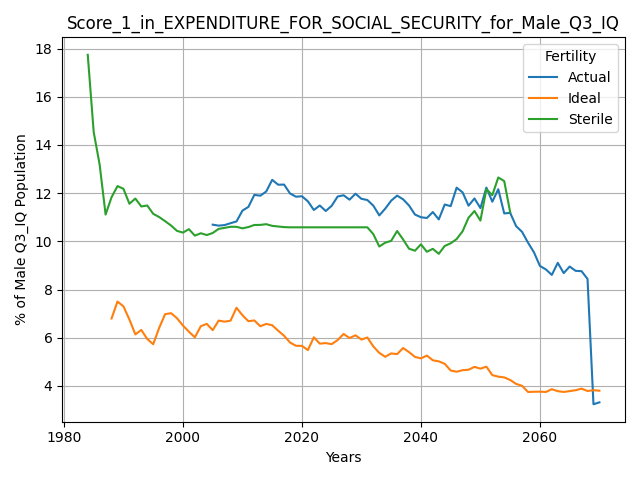 Score_1_in_EXPENDITURE_FOR_SOCIAL_SECURITY_for_Male_Q3_IQ
Fertility
Actual
Ideal
Sterile
% of Male Q3_IQ Population
18
16
14
12
10
8
6
4
1980
2000
2020
2040
2060
Years